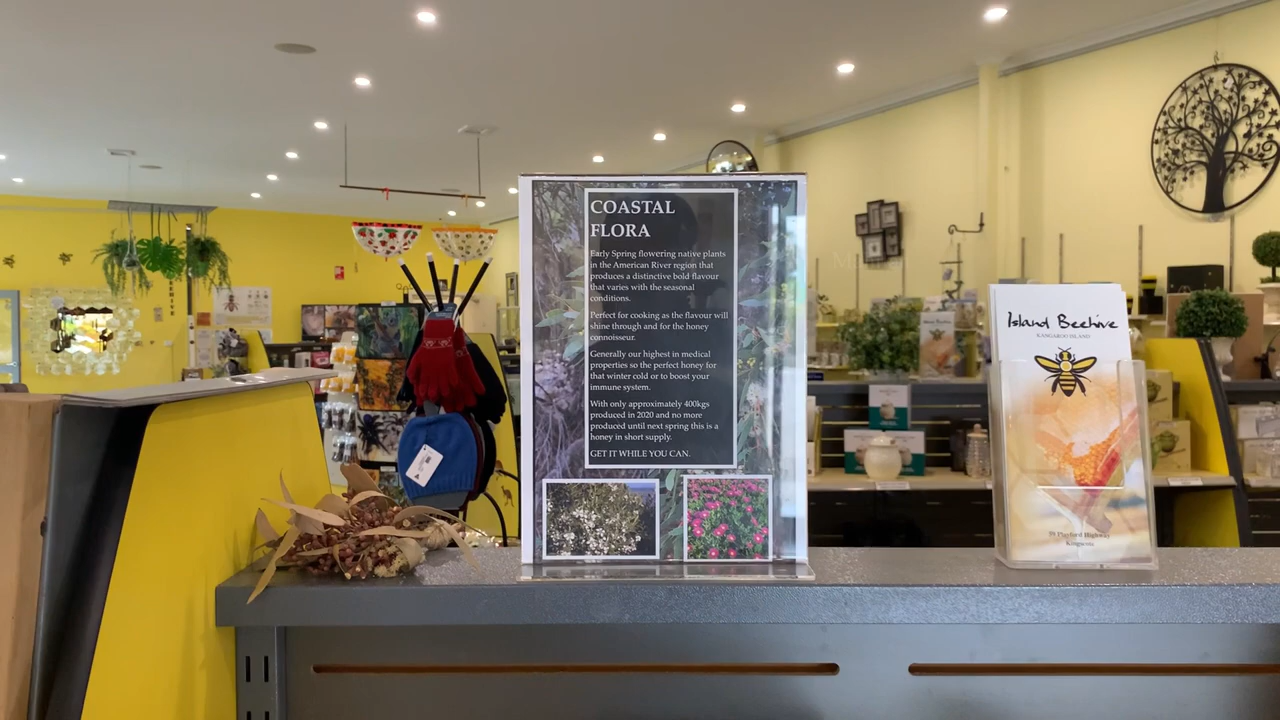 COASTAL
FLORA
Early Spring flowering native plants
in the American River region that
produces a distinctive bold flavour
that varies with the seasonal
conditions.
Perfect for cooking as the flavour will
shine through and for the honey
connoisseur.
Generally our highest in medical
properties so the perfect honey for
that winter cold or to boost your
immune system.
With only approximately 400kgs
produced in 2020 and no more
produced until next spring this is a
honey in short supply.
GET IT WHILE YOU CAN.
Island Beehive
KANGAROO ISLAND
59 Playford Highway
Kingscote